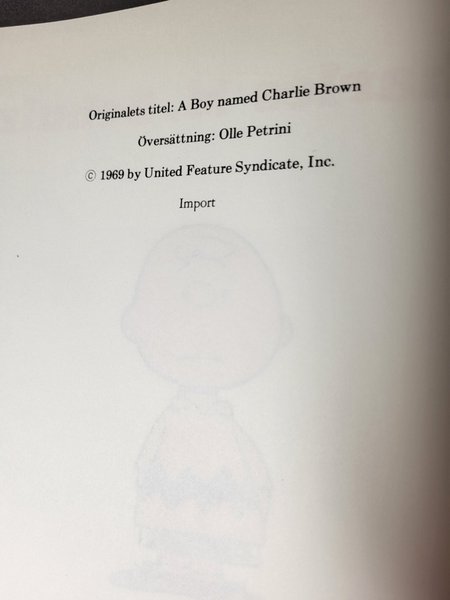 Originalets titel: A Boy named Charlie Brown
Översättning: Olle Petrini
© 1969 by United Feature Syndicate, Inc.
Import